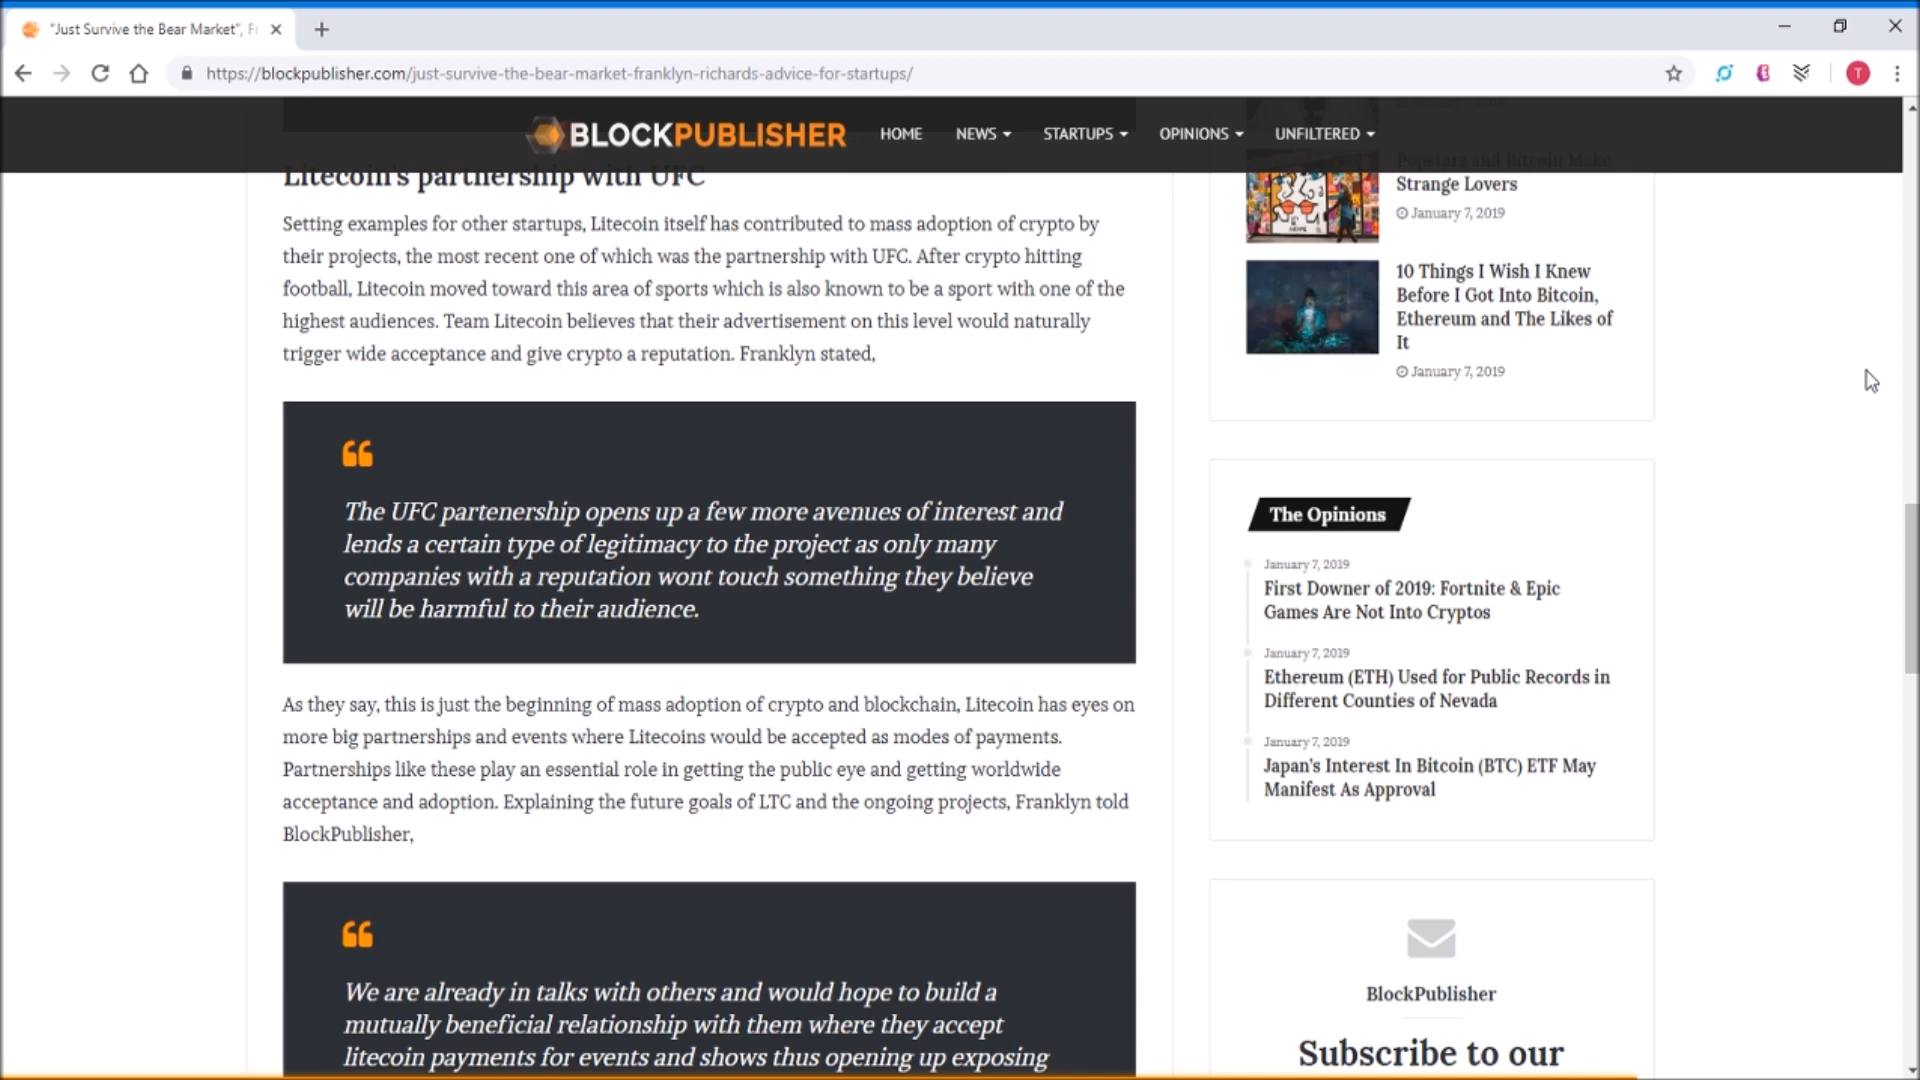 "Just Survive the Bear Market", Fr
https://blockpublisher.com/just-survive-the-bear-market-franklyn-richards-advice-for-startups/
T
BLOCKPUBLISHER
HOME
NEWS
STARTUPS
OPINIONS
UNFILTERED
Litecoin's partnership with UFC
Setting examples for other startups, Litecoin itself has contributed to mass adoption of crypto by
their projects, the most recent one of which was the partnership with UFC. After crypto hitting
football, Litecoin moved toward this area of sports which is also known to be a sport with one of the
highest audiences. Team Litecoin believes that their advertisement on this level would naturally
trigger wide acceptance and give crypto a reputation. Franklyn stated,
The UFC partenership opens up a few more avenues of interest and
lends a certain type of legitimacy to the project as only many
companies with a reputation wont touch something they believe
will be harmful to their audience.
As they say, this is just the beginning of mass adoption of crypto and blockchain, Litecoin has eyes on
more big partnerships and events where Litecoins would be accepted as modes of payments.
Partnerships like these play an essential role in getting the public eye and getting worldwide
acceptance and adoption. Explaining the future goals of LTC and the ongoing projects, Franklyn told
BlockPublisher,
We are already in talks with others and would hope to build a
mutually beneficial relationship with them where they accept
litecoin payments for events and shows thus opening up exposing
Popstars and Bitcoin Make
Strange Lovers
January 7, 2019
10 Things I Wish I Knew
Before I Got Into Bitcoin,
Ethereum and The Likes of
It
January 7, 2019
The Opinions
January 7, 2019
First Downer of 2019: Fortnite & Epic
Games Are Not Into Cryptos
January 7, 2019
Ethereum (ETH) Used for Public Records in
Different Counties of Nevada
January 7, 2019
Japan's Interest In Bitcoin (BTC) ETF May
Manifest As Approval
BlockPublisher
Subscribe to our